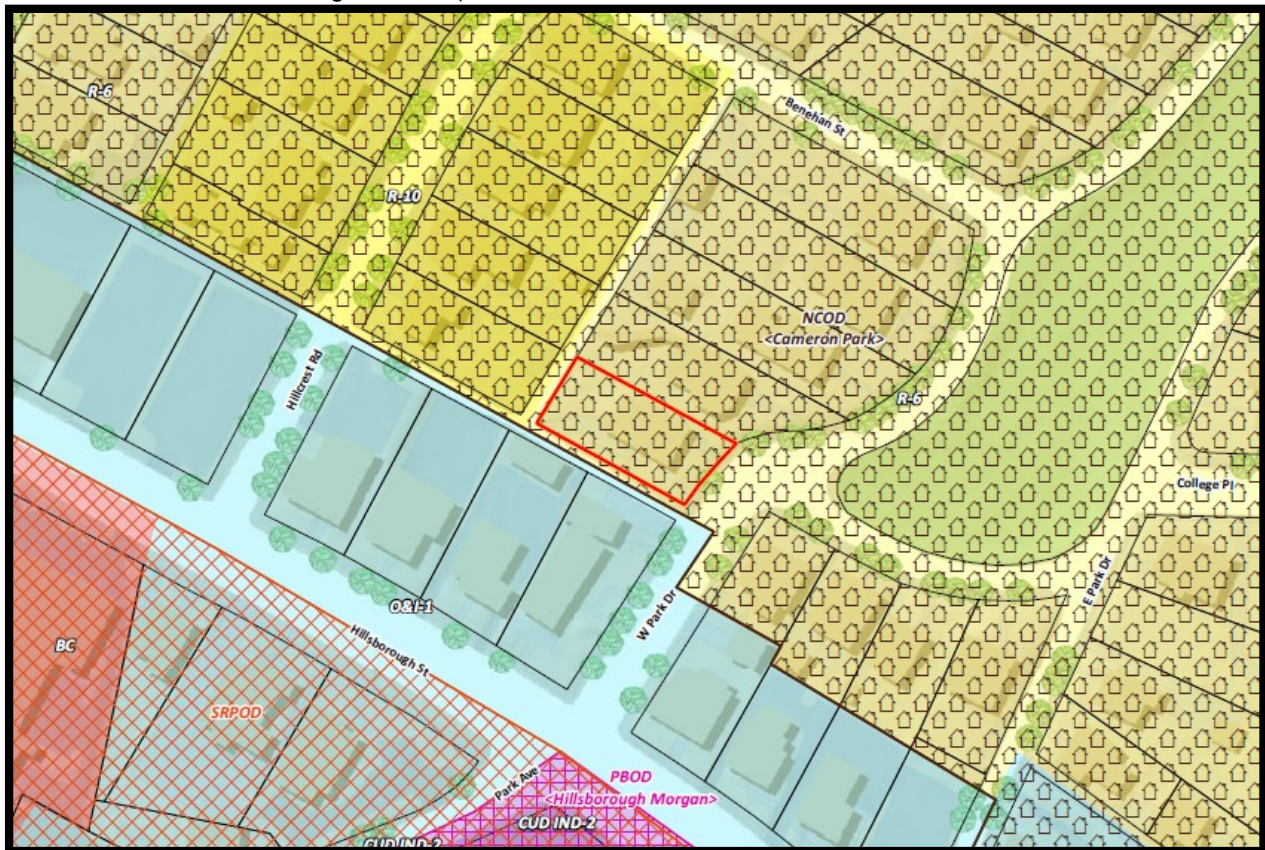 R-6
Benehan St
R-10
NCOD
<Cameron Park>
Hillcrest Rd
R-6
College Pl
E Park Dr
O&I-1
W Park Dr
Hillsborough St
BC
SRPOD
PBOD
<Hillsborough Morgan>
Park Ave
CUD IND-2
CUD IND-2